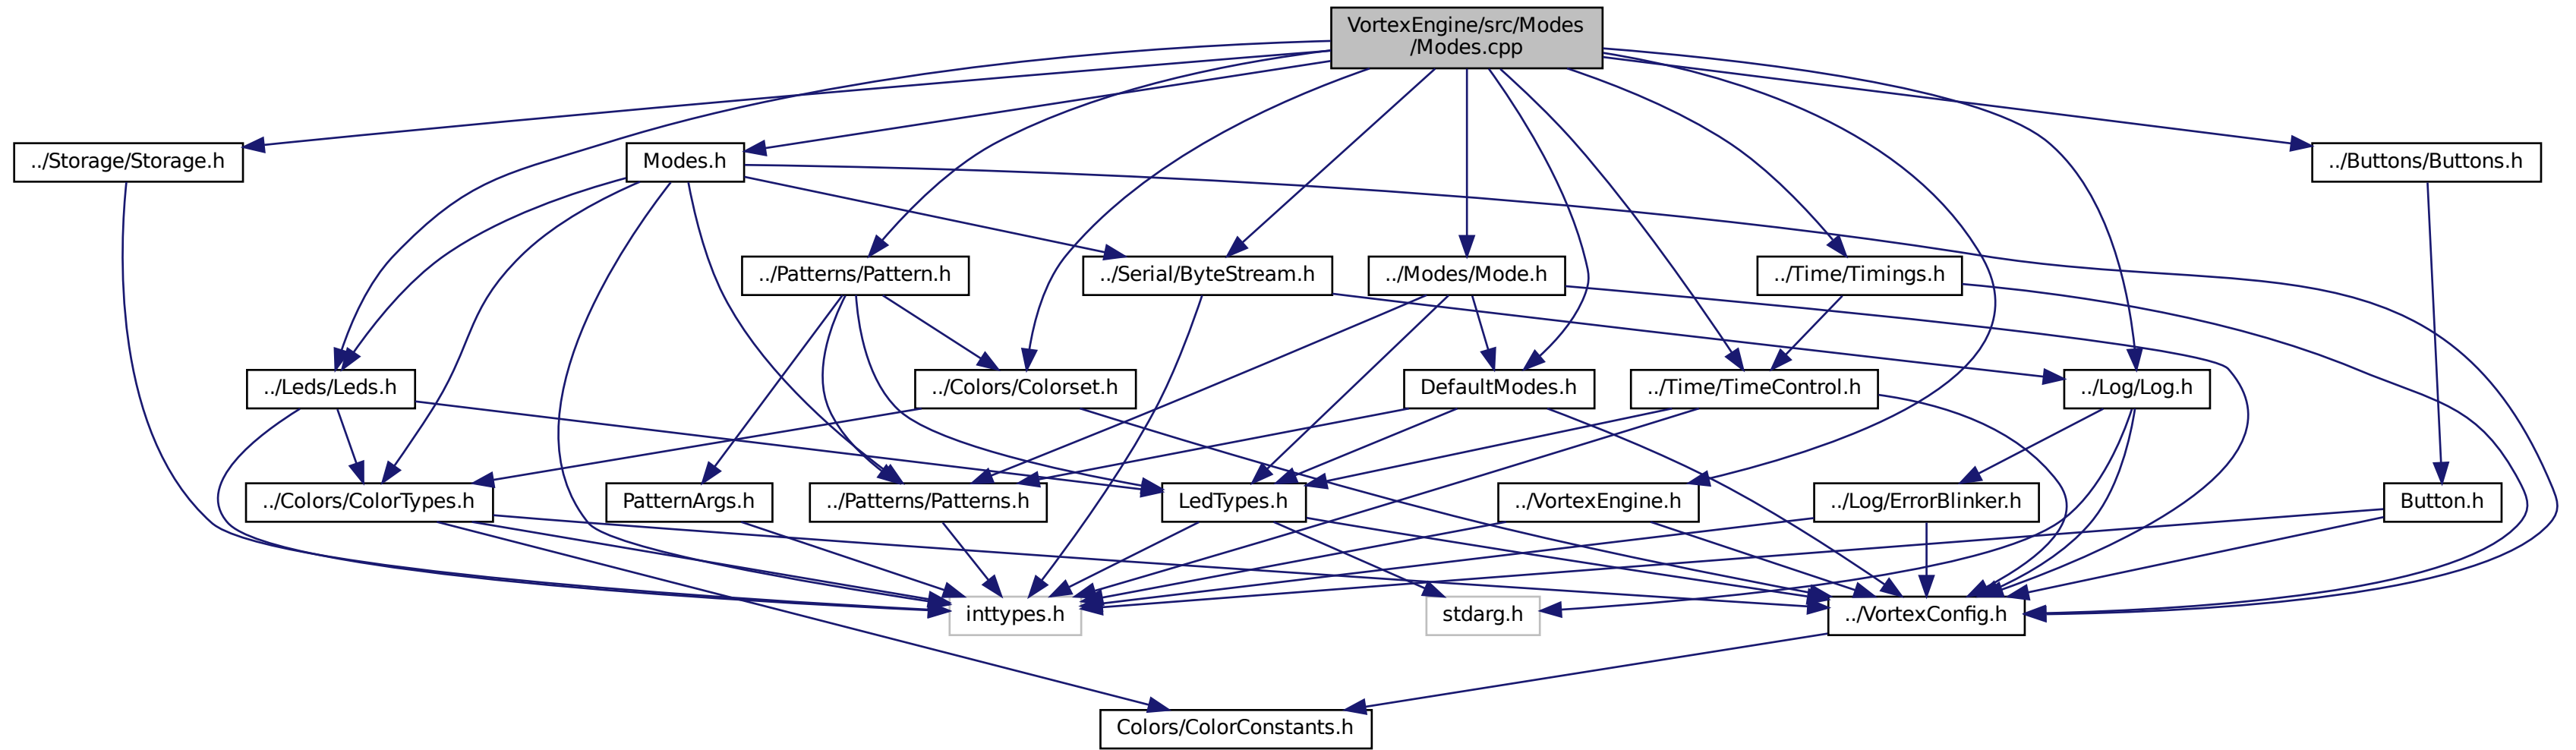 VortexEngine/src/Modes
/Modes.cpp
../Storage/Storage.h
Modes.h
../Buttons/Buttons.h
../Patterns/Pattern.h
../Serial/ByteStream.h
../Modes/Mode.h
../Time/Timings.h
../Leds/Leds.h
../Colors/Colorset.h
DefaultModes.h
../Time/TimeControl.h
../Log/Log.h
../Colors/ColorTypes.h
PatternArgs.h
../Patterns/Patterns.h
LedTypes.h
../VortexEngine.h
../Log/ErrorBlinker.h
Button.h
inttypes.h
stdarg.h
../VortexConfig.h
Colors/ColorConstants.h